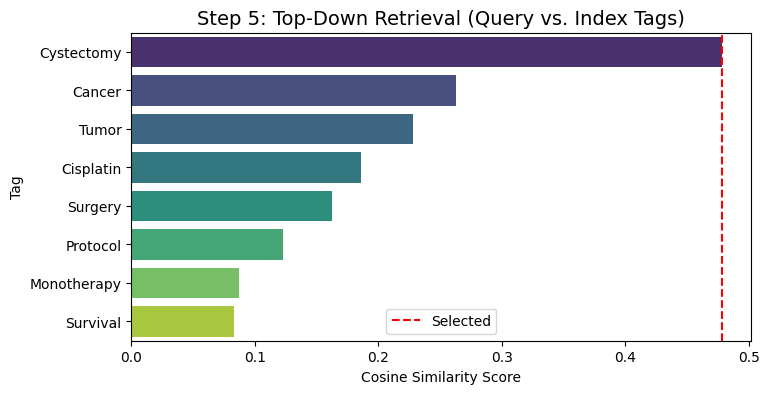 Step 5: Top-Down Retrieval (Query vs. Index Tags)
Tag
Cystectomy
Cancer
Tumor
Cisplatin
Surgery
Protocol
Monotherapy
Survival
Selected
0.0 0.1 0.2 0.3 0.4 0.5
Cosine Similarity Score